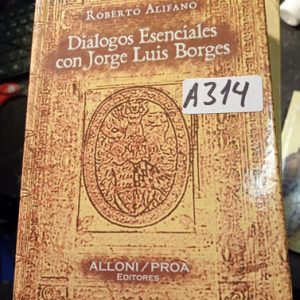 ROBERTO ALIFANO
Dialogos Esenciales
con Jorge Luis Borges
A314
ALLONI / PROA
EDITORES